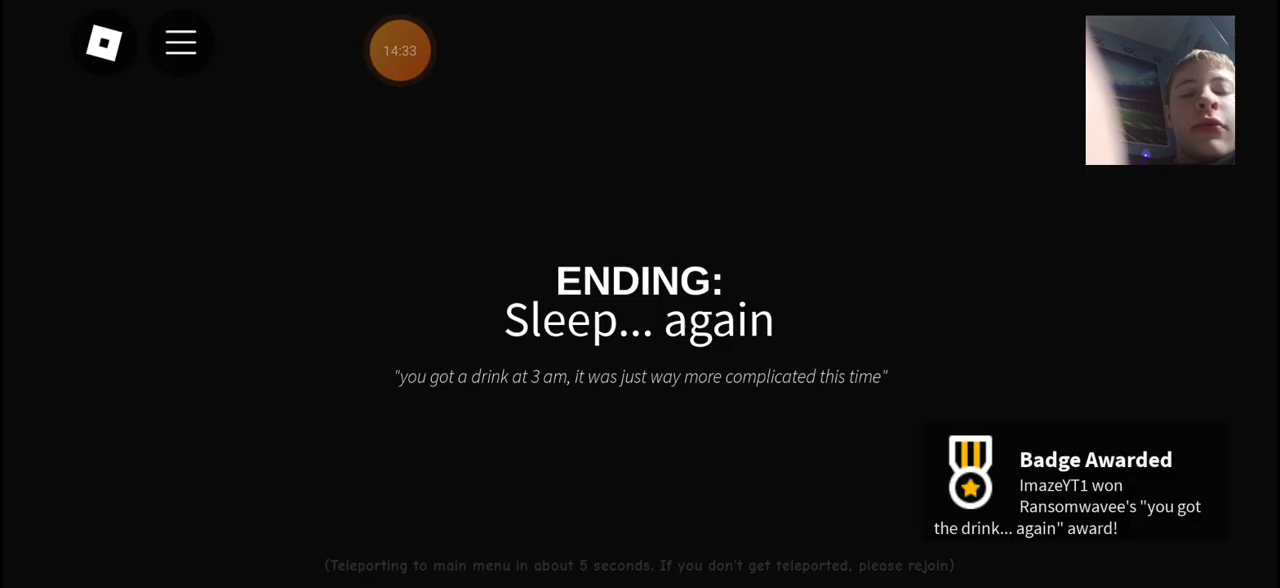 14:33
ENDING:
Sleep... again
"you got a drink at 3 am, it was just way more complicated this time"
Badge Awarded
ImazeYT1 won
Ransomwavee's "you got
the drink... again" award!
(Teleporting to main menu in about 5 seconds. If you don't get teleported, please rejoin)